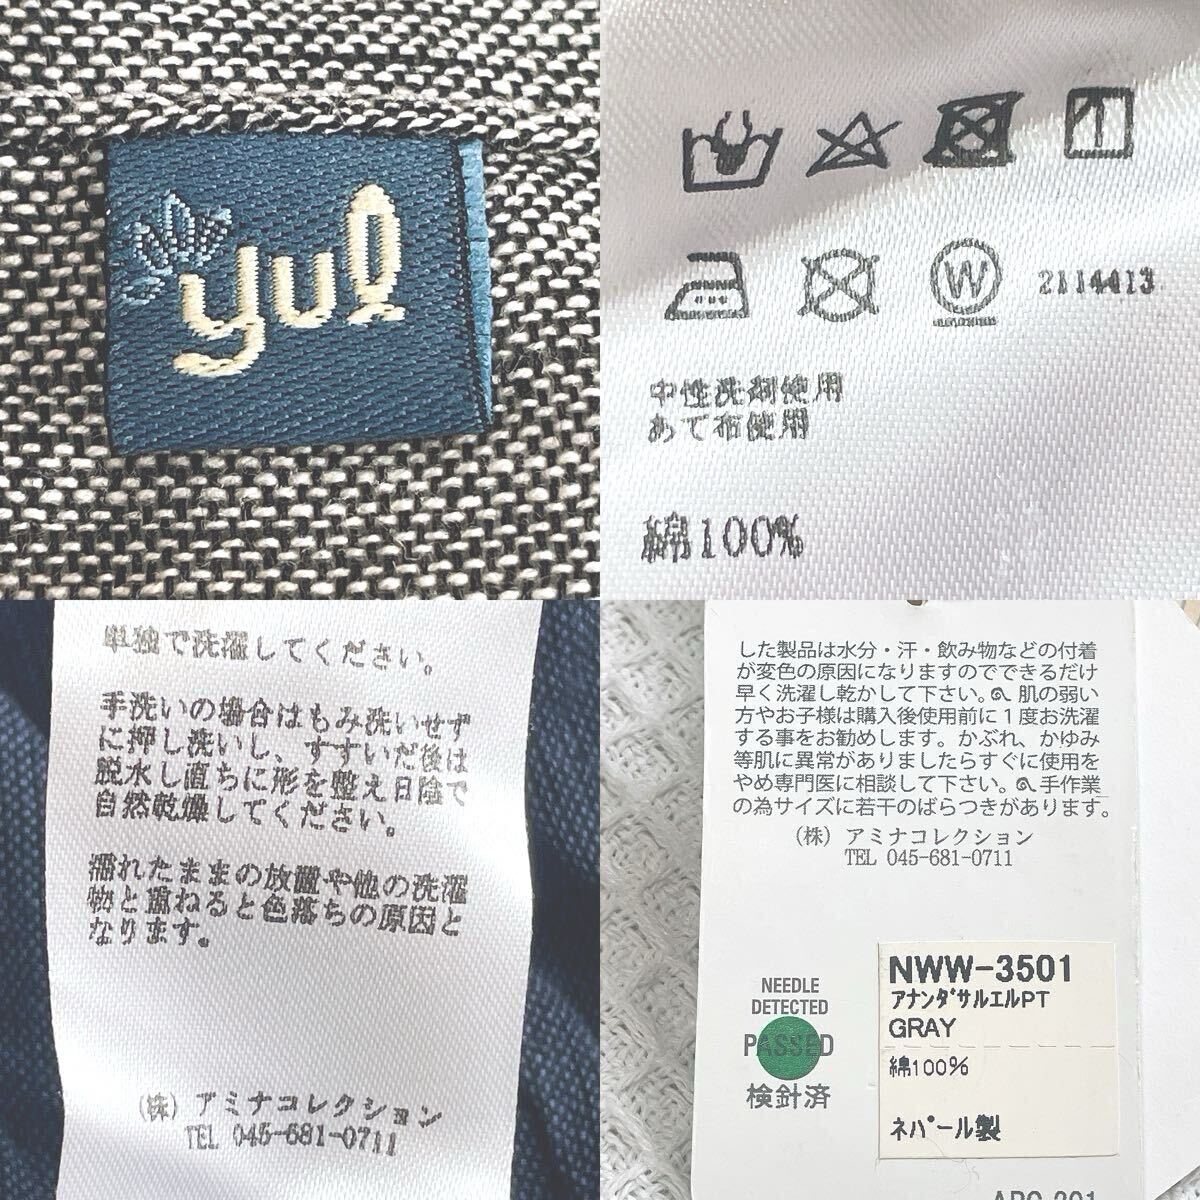 yul
W
2114413
中性洗剤使用
あて布使用
綿100%
単独で洗濯してください。
手洗いの場合はもみ洗いせず
に押し洗いし、すすいだ後は
脱水し直ちに形を整え日陰で
自然乾燥してください。
濡れたままの放置や他の洗濯
物と重ねると色落ちの原因と
なります。
(株) アミナコレクション
TEL 045-681-0711
した製品は水分・汗・飲み物などの付着
が変色の原因になりますのでできるだけ
早く洗濯し乾かして下さい。 肌の弱い
方やお子様は購入後使用前に1度お洗濯
する事をお勧めします。かぶれ、かゆみ
等肌に異常がありましたらすぐに使用を
やめ専門医に相談して下さい。 手作業
の為サイズに若干のばらつきがあります。
(株) アミナコレクション
TEL 045-681-0711
NEEDLE
DETECTED
PASSED
検針済
NWW-3501
アナンダサルエルPT
GRAY
綿100%
ネパール製